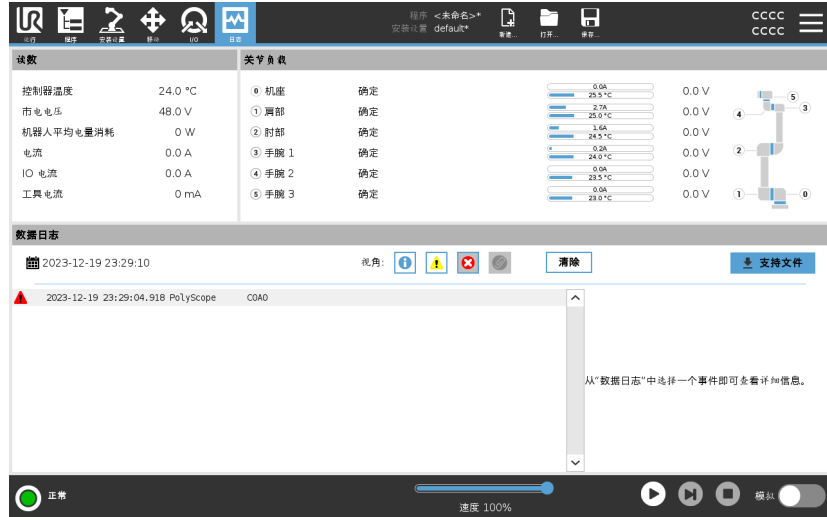 程序 <未命名>*
安装设置 default*
新建...
打开...
保存...
cccc
cccc
运行
程序
安装设置
移动
I/O
日志
读数
关节负载
控制器温度 24.0 °C
市电电压 48.0 V
机器人平均电量消耗 0 W
电流 0.0 A
IO 电流 0.0 A
工具电流 0 mA
0 机座 确定 0.0A 25.5 °C 0.0 V
1 肩部 确定 2.7A 25.0 °C 0.0 V
2 肘部 确定 1.6A 24.5 °C 0.0 V
3 手腕 1 确定 0.2A 24.0 °C 0.0 V
4 手腕 2 确定 0.0A 23.5 °C 0.0 V
5 手腕 3 确定 0.0A 23.0 °C 0.0 V
5
3
4
2
1
0
数据日志
2023-12-19 23:29:10
视角:
清除
支持文件
2023-12-19 23:29:04.918 PolyScope C0A0
从"数据日志"中选择一个事件即可查看详细信息。
正常
速度 100%
模拟